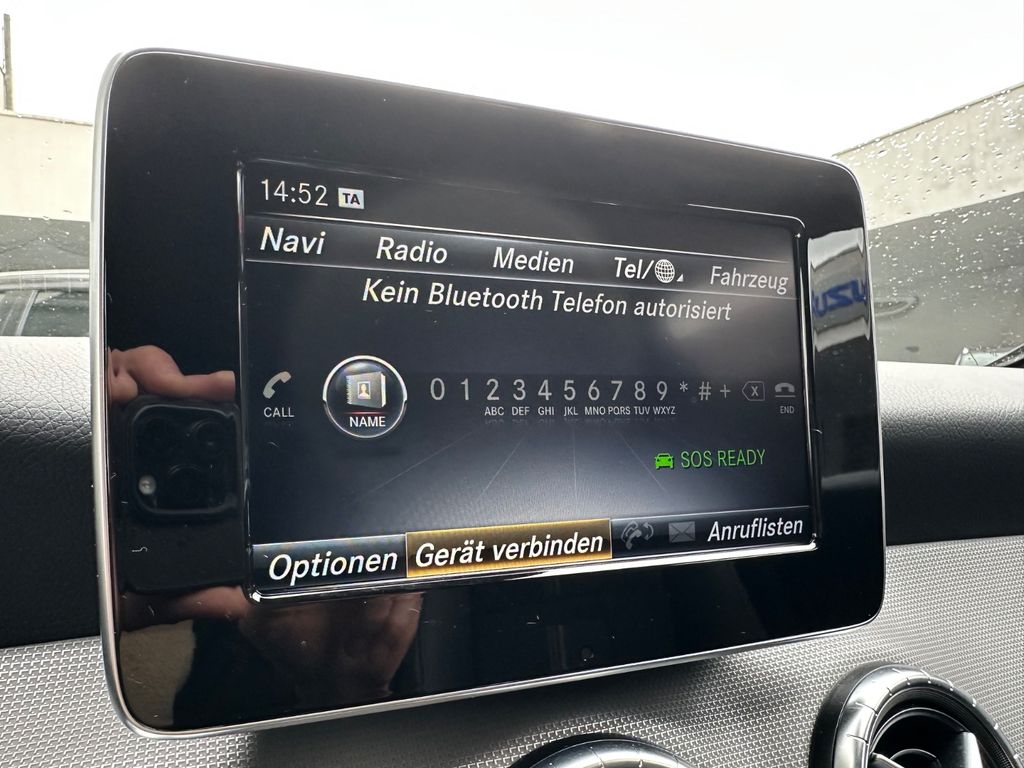 14:52 TA
Navi Radio Medien Tel/ Fahrzeug
Kein Bluetooth Telefon autorisiert
CALL NAME 0 1 2 3 4 5 6 7 8 9 * # + X END
ABC DEF GHI JKL MNO PQRS TUV WXYZ
SOS READY
Optionen Gerät verbinden Anruflisten